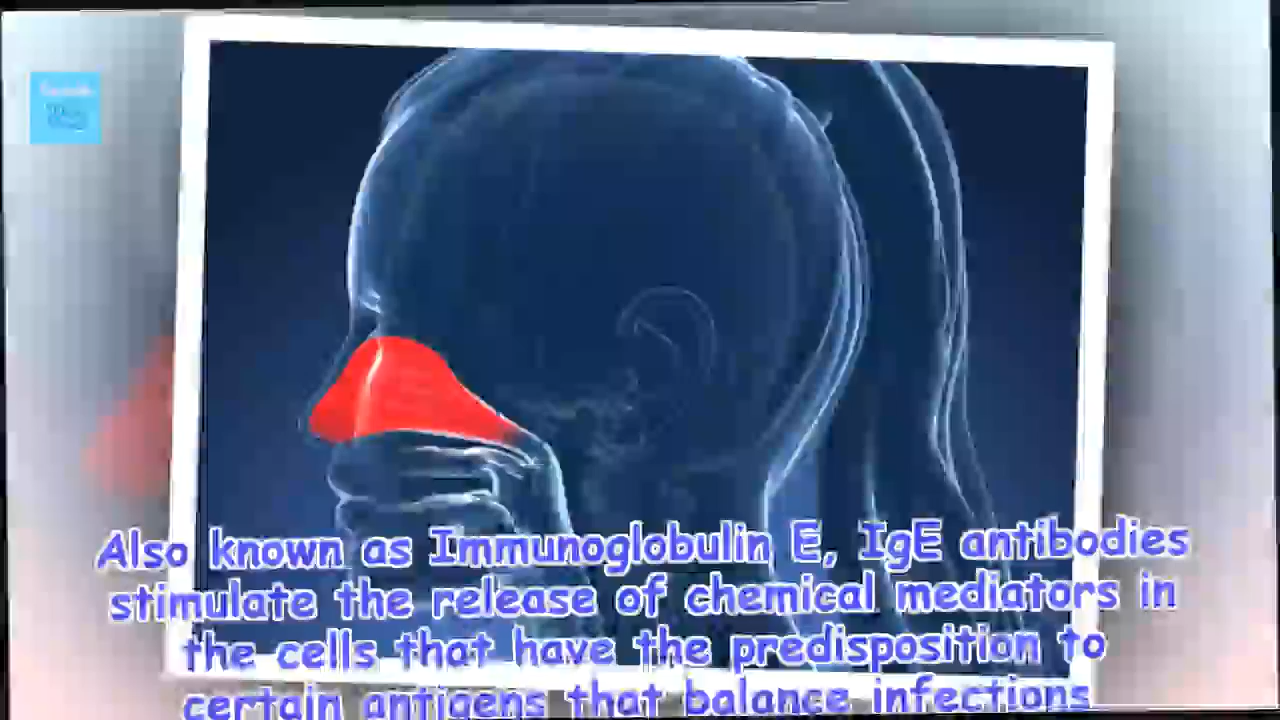 Also known as Immunoglobulin E, IgE antibodies
stimulate the release of chemical mediators in
the cells that have the predisposition to
certain antigens that balance infections